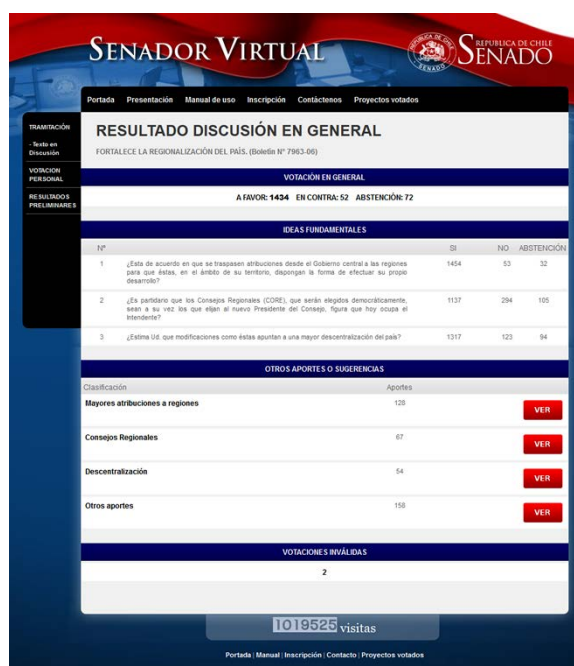 SENADOR VIRTUAL
REPUBLICA DE CHILE
SENADO
REPUBLICA DE CHILE
SENADO
Portada Presentación Manual de uso Inscripción Contáctenos Proyectos votados
TRAMITACIÓN
- Texto en
Discusión
VOTACION
PERSONAL
RESULTADOS
PRELIMINARES
RESULTADO DISCUSIÓN EN GENERAL
FORTALECE LA REGIONALIZACIÓN DEL PAÍS. (Boletín N° 7963-06)
VOTACIÓN EN GENERAL
A FAVOR: 1434 EN CONTRA: 52 ABSTENCIÓN: 72
IDEAS FUNDAMENTALES
N° SI NO ABSTENCIÓN
1 ¿Esta de acuerdo en que se traspasen atribuciones desde el Gobierno central a las regiones 1454 53 32
para que éstas, en el ámbito de su territorio, dispongan la forma de efectuar su propio
desarrollo?
2 ¿Es partidario que los Consejos Regionales (CORE), que serán elegidos democráticamente, 1137 294 105
sean a su vez los que elijan al nuevo Presidente del Consejo, figura que hoy ocupa el
Intendente?
3 ¿Estima Ud. que modificaciones como éstas apuntan a una mayor descentralización del país? 1317 123 94
OTROS APORTES O SUGERENCIAS
Clasificación Aportes
Mayores atribuciones a regiones 128 VER
Consejos Regionales 67 VER
Descentralización 54 VER
Otros aportes 158 VER
VOTACIONES INVÁLIDAS
2
1019525 visitas
Portada | Manual | Inscripción | Contacto | Proyectos votados